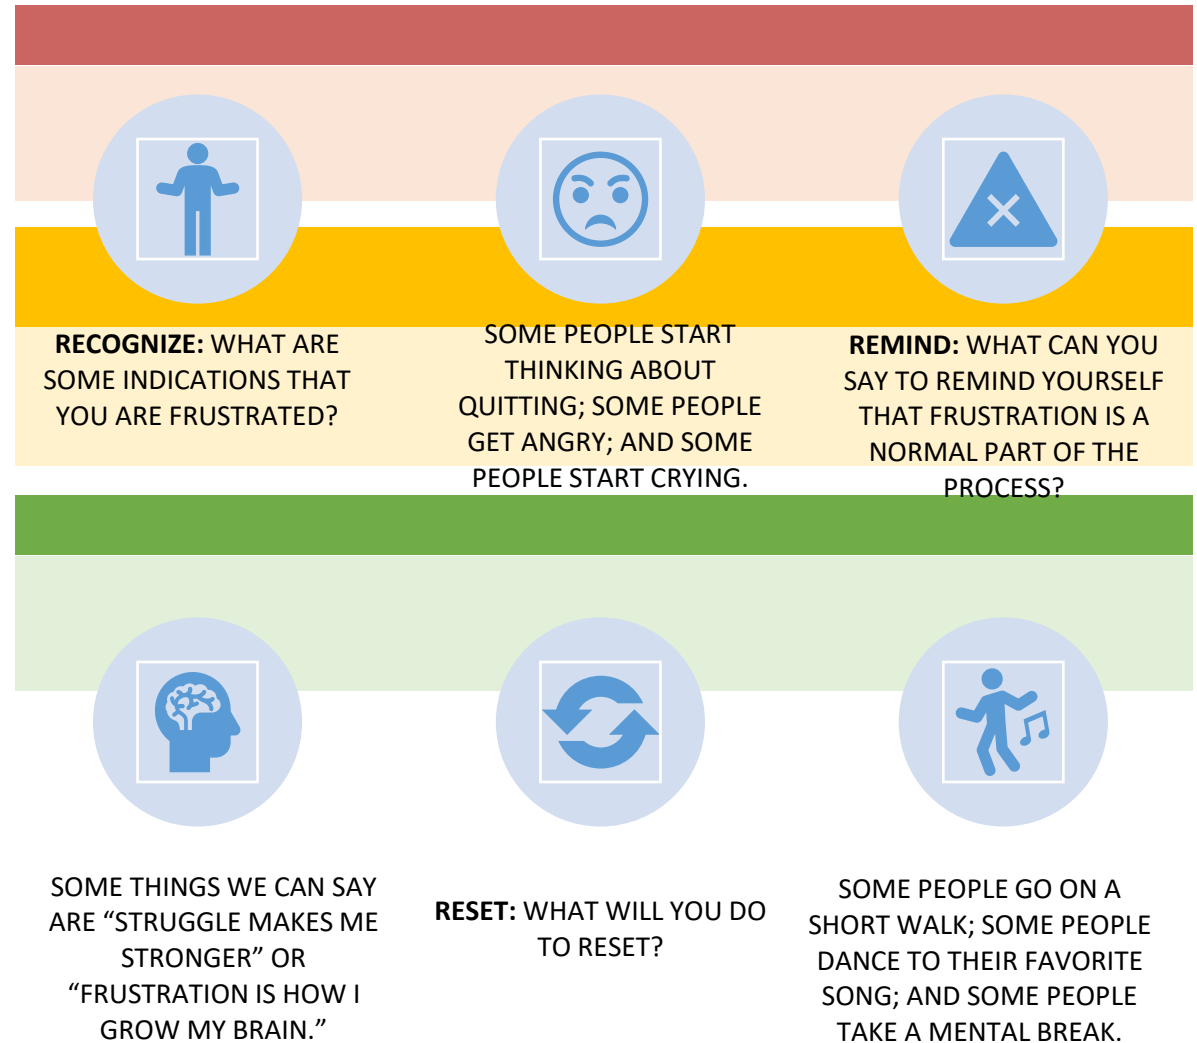 RECOGNIZE: WHAT ARE
SOME INDICATIONS THAT
YOU ARE FRUSTRATED?
SOME PEOPLE START
THINKING ABOUT
QUITTING; SOME PEOPLE
GET ANGRY; AND SOME
PEOPLE START CRYING.
REMIND: WHAT CAN YOU
SAY TO REMIND YOURSELF
THAT FRUSTRATION IS A
NORMAL PART OF THE
PROCESS?
SOME THINGS WE CAN SAY
ARE “STRUGGLE MAKES ME
STRONGER” OR
“FRUSTRATION IS HOW I
GROW MY BRAIN.”
RESET: WHAT WILL YOU DO
TO RESET?
SOME PEOPLE GO ON A
SHORT WALK; SOME PEOPLE
DANCE TO THEIR FAVORITE
SONG; AND SOME PEOPLE
TAKE A MENTAL BREAK.